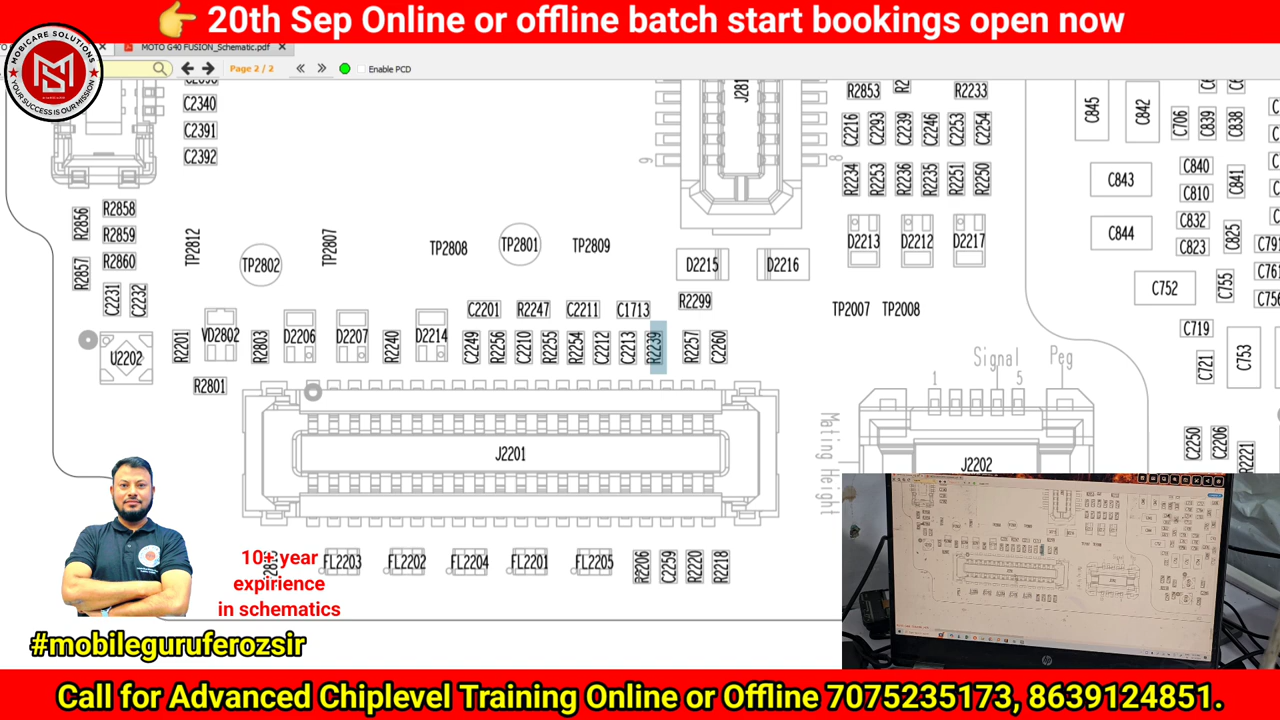 👉 20th Sep Online or offline batch start bookings open now
MOBICARE SOLUTIONS
YOUR SUCCESS IS OUR MISSION
MOTO G40 FUSION_Schematic.pdf
Page 2 / 2
Enable PCD
C2340
C2391
C2392
R2856
R2858
R2859
R2857
R2860
C2231
C2232
U2202
TP2812
TP2802
TP2807
TP2808
TP2801
TP2809
J281
6
8
R2853
R2233
C2216 C2293 C2239 C2246 C2253 C2254
R2234 R2253 R2236 R2235 R2251 R2250
D2213 D2212 D2217
D2215 D2216
R2299
TP2007 TP2008
C845 C842 C706 C839 C838
C843 C840 C810 C841
C844 C832 C823 C825
C752 C755
C719
C721 C753
C2201 R2247 C2211 C1713
R2201 VD2802 R2803 D2206 D2207 R2240 D2214 C2249 R2256 C2210 R2255 R2254 C2212 C2213 R2239 R2257 C2260
R2801
J2201
Signal Peg
1 5
Mating Height
J2202
C2250 C2206 R2221
FL2203 FL2202 FL2204 FL2201 FL2205 R2206 C2259 R2220 R2218
10+ year
expirience
in schematics
#mobileguruferozsir
Call for Advanced Chiplevel Training Online or Offline 7075235173, 8639124851.